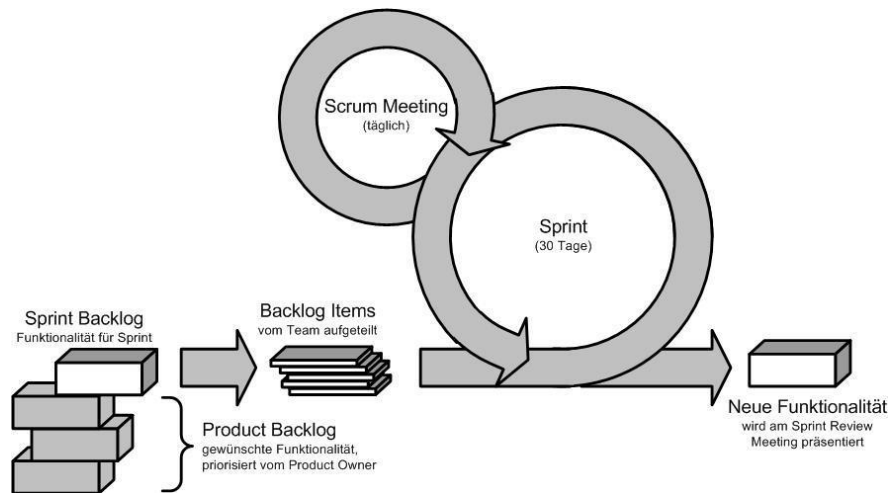 Scrum Meeting
(täglich)
Sprint
(30 Tage)
Sprint Backlog
Funktionalität für Sprint
Backlog Items
vom Team aufgeteilt
Product Backlog
gewünschte Funktionalität,
priorisiert vom Product Owner
Neue Funktionalität
wird am Sprint Review
Meeting präsentiert